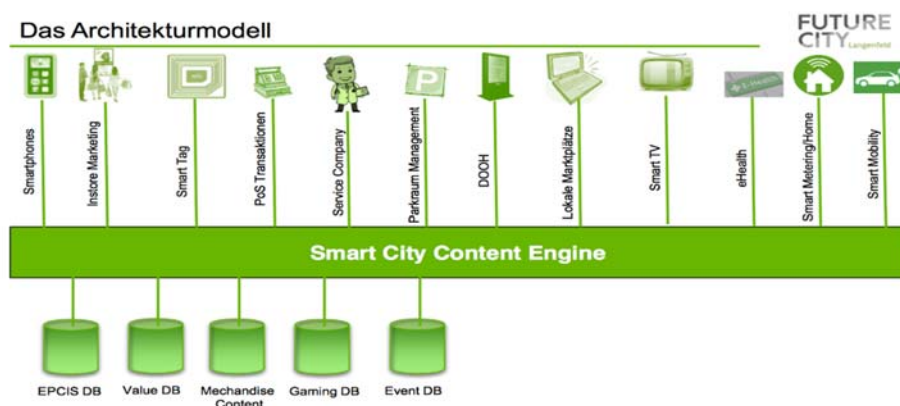 Das Architekturmodell
FUTURE
CITY Langenfeld
P
E-Health
Smartphones
Instore Marketing
Smart Tag
PoS Transaktionen
Service Company
Parkraum Management
DOOH
Lokale Marktplätze
Smart TV
eHealth
Smart Metering/Home
Smart Mobility
Smart City Content Engine
EPCIS DB
Value DB
Mechandise
Content
Gaming DB
Event DB